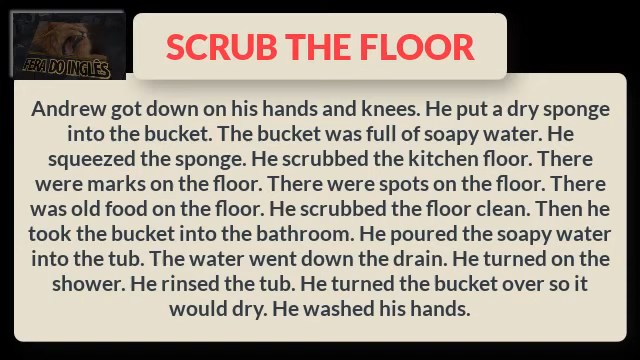 FERA DO INGLÊS
SCRUB THE FLOOR
Andrew got down on his hands and knees. He put a dry sponge
into the bucket. The bucket was full of soapy water. He
squeezed the sponge. He scrubbed the kitchen floor. There
were marks on the floor. There were spots on the floor. There
was old food on the floor. He scrubbed the floor clean. Then he
took the bucket into the bathroom. He poured the soapy water
into the tub. The water went down the drain. He turned on the
shower. He rinsed the tub. He turned the bucket over so it
would dry. He washed his hands.